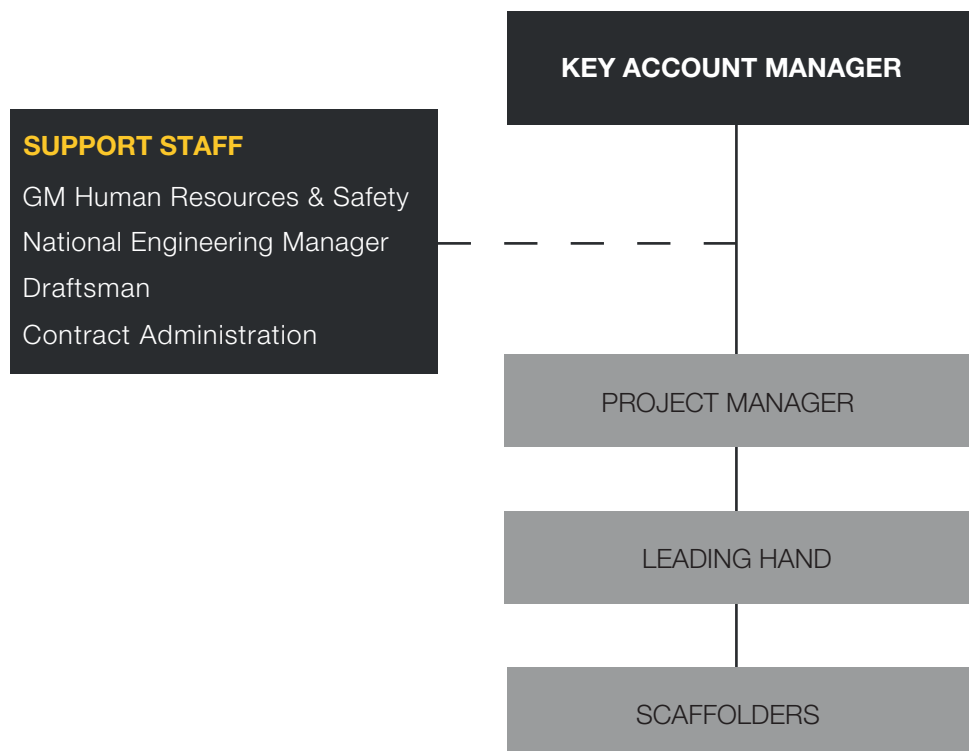 KEY ACCOUNT MANAGER
SUPPORT STAFF
GM Human Resources & Safety
National Engineering Manager
Draftsman
Contract Administration
PROJECT MANAGER
LEADING HAND
SCAFFOLDERS